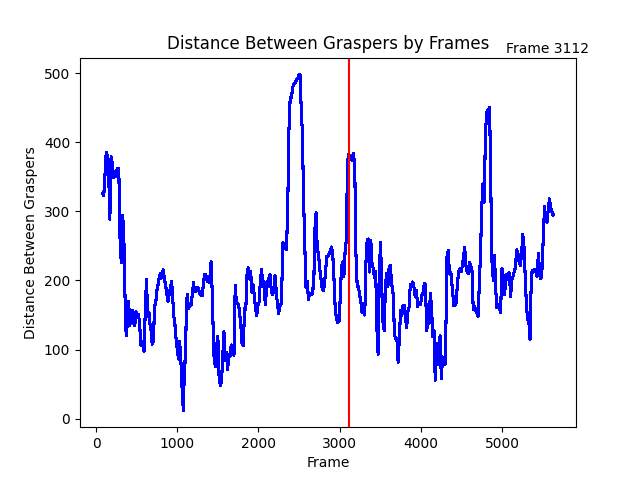 Distance Between Graspers by Frames
Frame 3112
Distance Between Graspers
500
400
300
200
100
0
0 1000 2000 3000 4000 5000
Frame